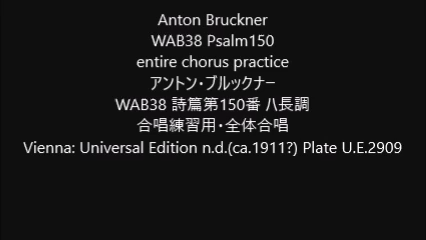 Anton Bruckner
WAB38 Psalm150
entire chorus practice
アントン・ブルックナー
WAB38 詩篇第150番 ハ長調
合唱練習用・全体合唱
Vienna: Universal Edition n.d.(ca.1911?) Plate U.E.2909